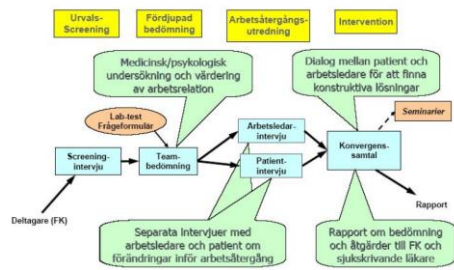 Urvals-
Screening
Fördjupad
bedömning
Arbetsåtergångs-
utredning
Intervention
Medicinsk/psykologisk
undersökning och värdering
av arbetsrelation
Dialog mellan patient och
arbetsledare för att finna
konstruktiva lösningar
Lab-test
Frågeformulär
Seminarier
Arbetsledar-
intervju
Screening-
intervju
Team-
bedömning
Patient-
intervju
Konvergens-
samtal
Deltagare (FK)
Rapport
Separata intervjuer med
arbetsledare och patient om
förändringar inför arbetsåtergång
Rapport om bedömning
och åtgärder till FK och
sjukskrivande läkare